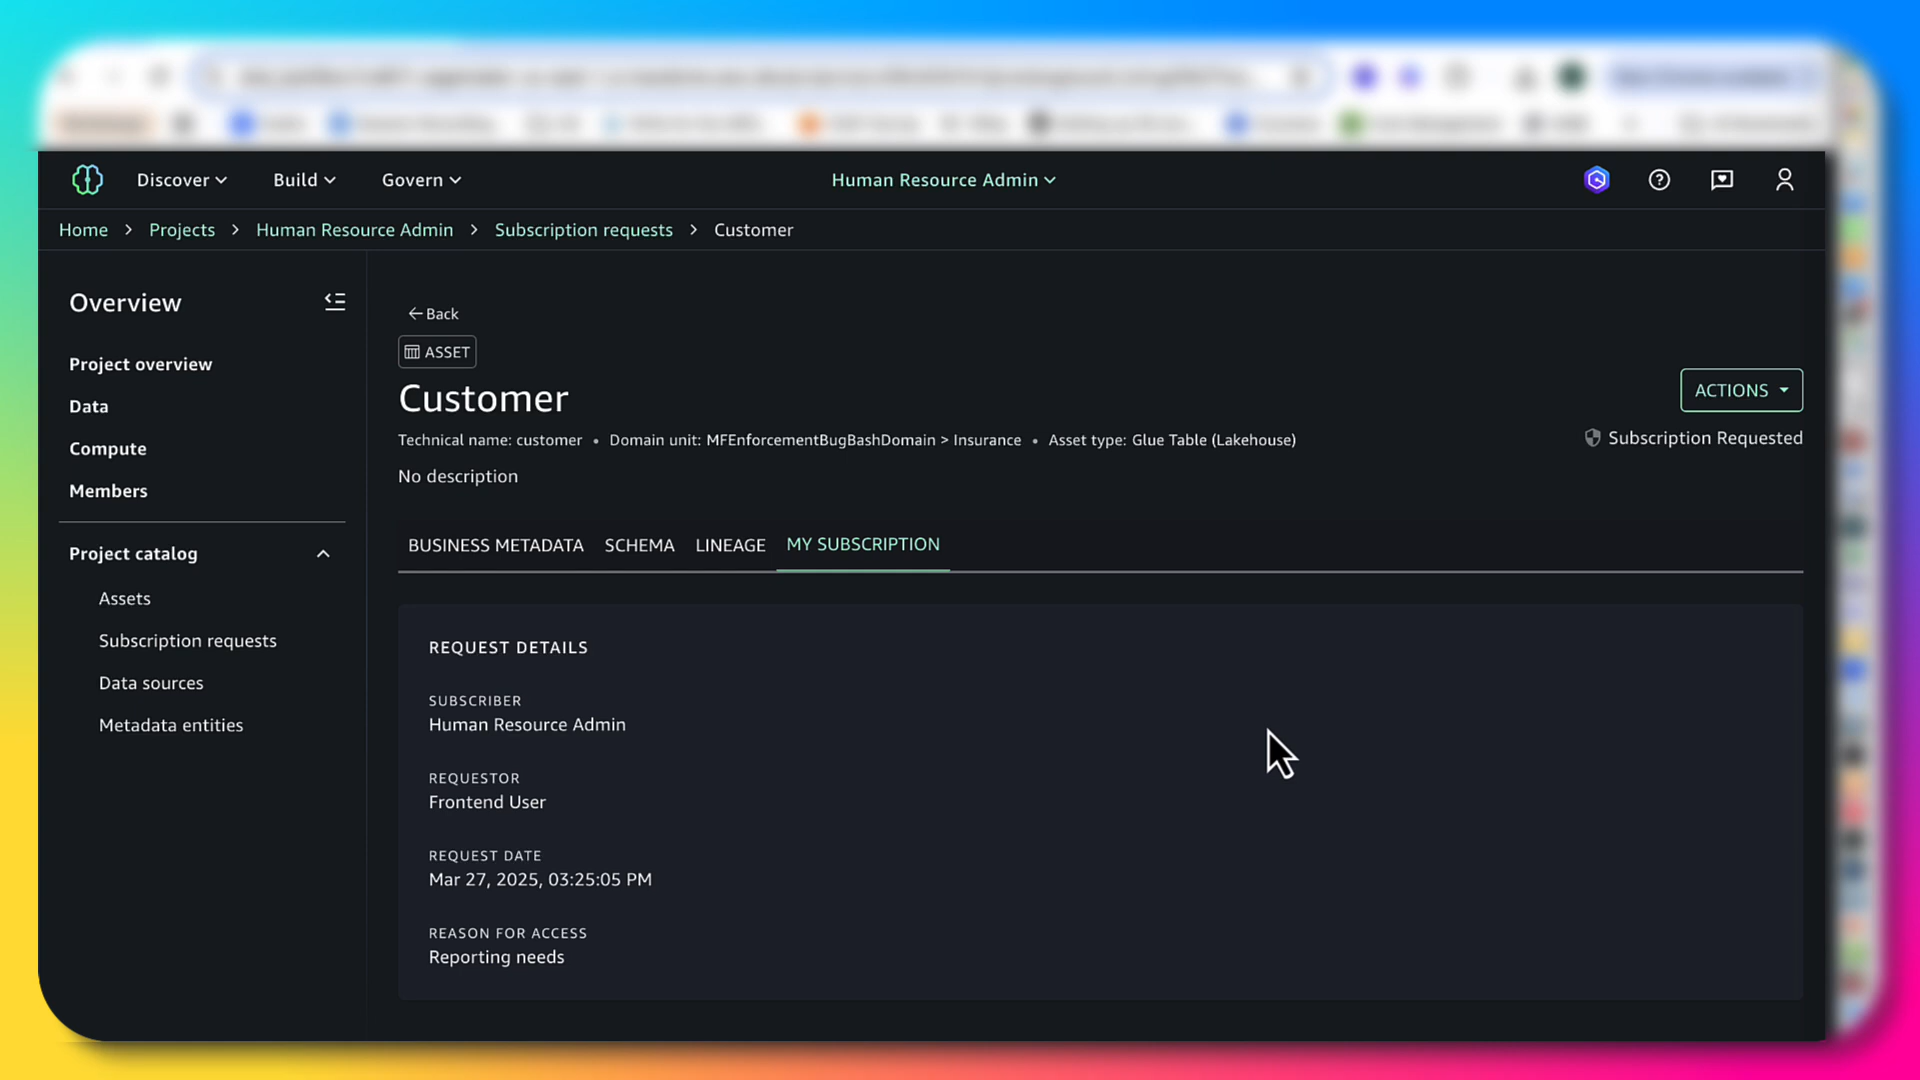 Discover Build Govern Human Resource Admin
Home > Projects > Human Resource Admin > Subscription requests > Customer
Overview
Project overview
Data
Compute
Members
Project catalog
Assets
Subscription requests
Data sources
Metadata entities
Back
ASSET
Customer
ACTIONS
Technical name: customer • Domain unit: MFEnforcementBugBashDomain > Insurance • Asset type: Glue Table (Lakehouse)
Subscription Requested
No description
BUSINESS METADATA SCHEMA LINEAGE MY SUBSCRIPTION
REQUEST DETAILS
SUBSCRIBER
Human Resource Admin
REQUESTOR
Frontend User
REQUEST DATE
Mar 27, 2025, 03:25:05 PM
REASON FOR ACCESS
Reporting needs